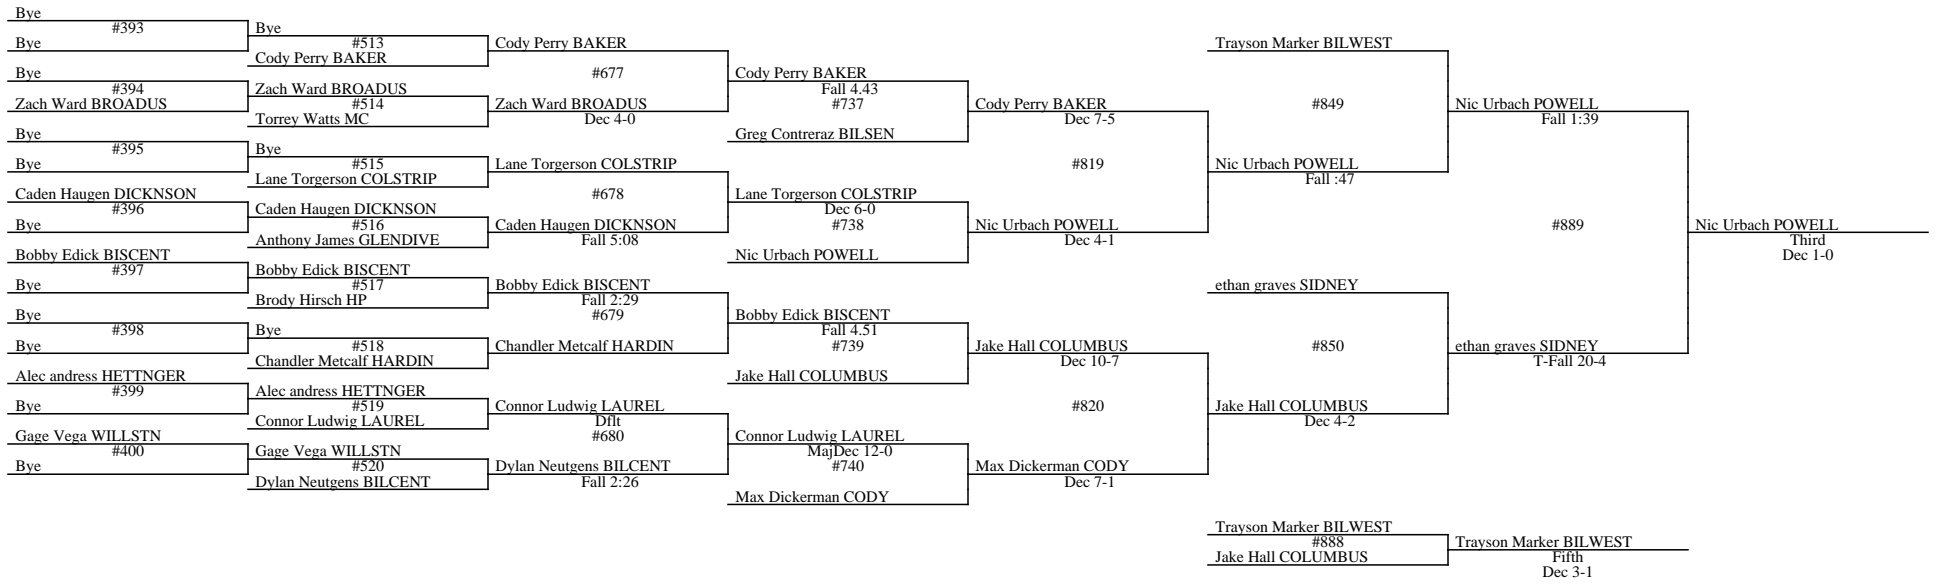 Bye
#393
Bye
Bye
#394
Zach Ward BROADUS
Bye
#395
Bye
Caden Haugen DICKNSON
#396
Bye
Bobby Edick BISCENT
#397
Bye
Bye
#398
Bye
Alec andress HETTNGER
#399
Bye
Gage Vega WILLSTN
#400
Bye
Bye
#513
Cody Perry BAKER
Zach Ward BROADUS
#514
Torrey Watts MC
Bye
#515
Lane Torgerson COLSTRIP
Caden Haugen DICKNSON
#516
Anthony James GLENDIVE
Bobby Edick BISCENT
#517
Brody Hirsch HP
Bye
#518
Chandler Metcalf HARDIN
Alec andress HETTNGER
#519
Connor Ludwig LAUREL
Gage Vega WILLSTN
#520
Dylan Neutgens BILCENT
Cody Perry BAKER
#677
Zach Ward BROADUS
Dec 4-0
Lane Torgerson COLSTRIP
#678
Caden Haugen DICKNSON
Fall 5:08
Bobby Edick BISCENT
Fall 2:29
#679
Chandler Metcalf HARDIN
Connor Ludwig LAUREL
Dflt
#680
Dylan Neutgens BILCENT
Fall 2:26
Cody Perry BAKER
Fall 4.43
#737
Greg Contreraz BILSEN
Lane Torgerson COLSTRIP
Dec 6-0
#738
Nic Urbach POWELL
Bobby Edick BISCENT
Fall 4.51
#739
Jake Hall COLUMBUS
Connor Ludwig LAUREL
MajDec 12-0
#740
Max Dickerman CODY
Cody Perry BAKER
Dec 7-5
#819
Nic Urbach POWELL
Dec 4-1
Jake Hall COLUMBUS
Dec 10-7
#820
Max Dickerman CODY
Dec 7-1
Trayson Marker BILWEST
#849
Nic Urbach POWELL
Fall :47
ethan graves SIDNEY
#850
Jake Hall COLUMBUS
Dec 4-2
Trayson Marker BILWEST
#888
Jake Hall COLUMBUS
Nic Urbach POWELL
Fall 1:39
#889
ethan graves SIDNEY
T-Fall 20-4
Trayson Marker BILWEST
Fifth
Dec 3-1
Nic Urbach POWELL
Third
Dec 1-0